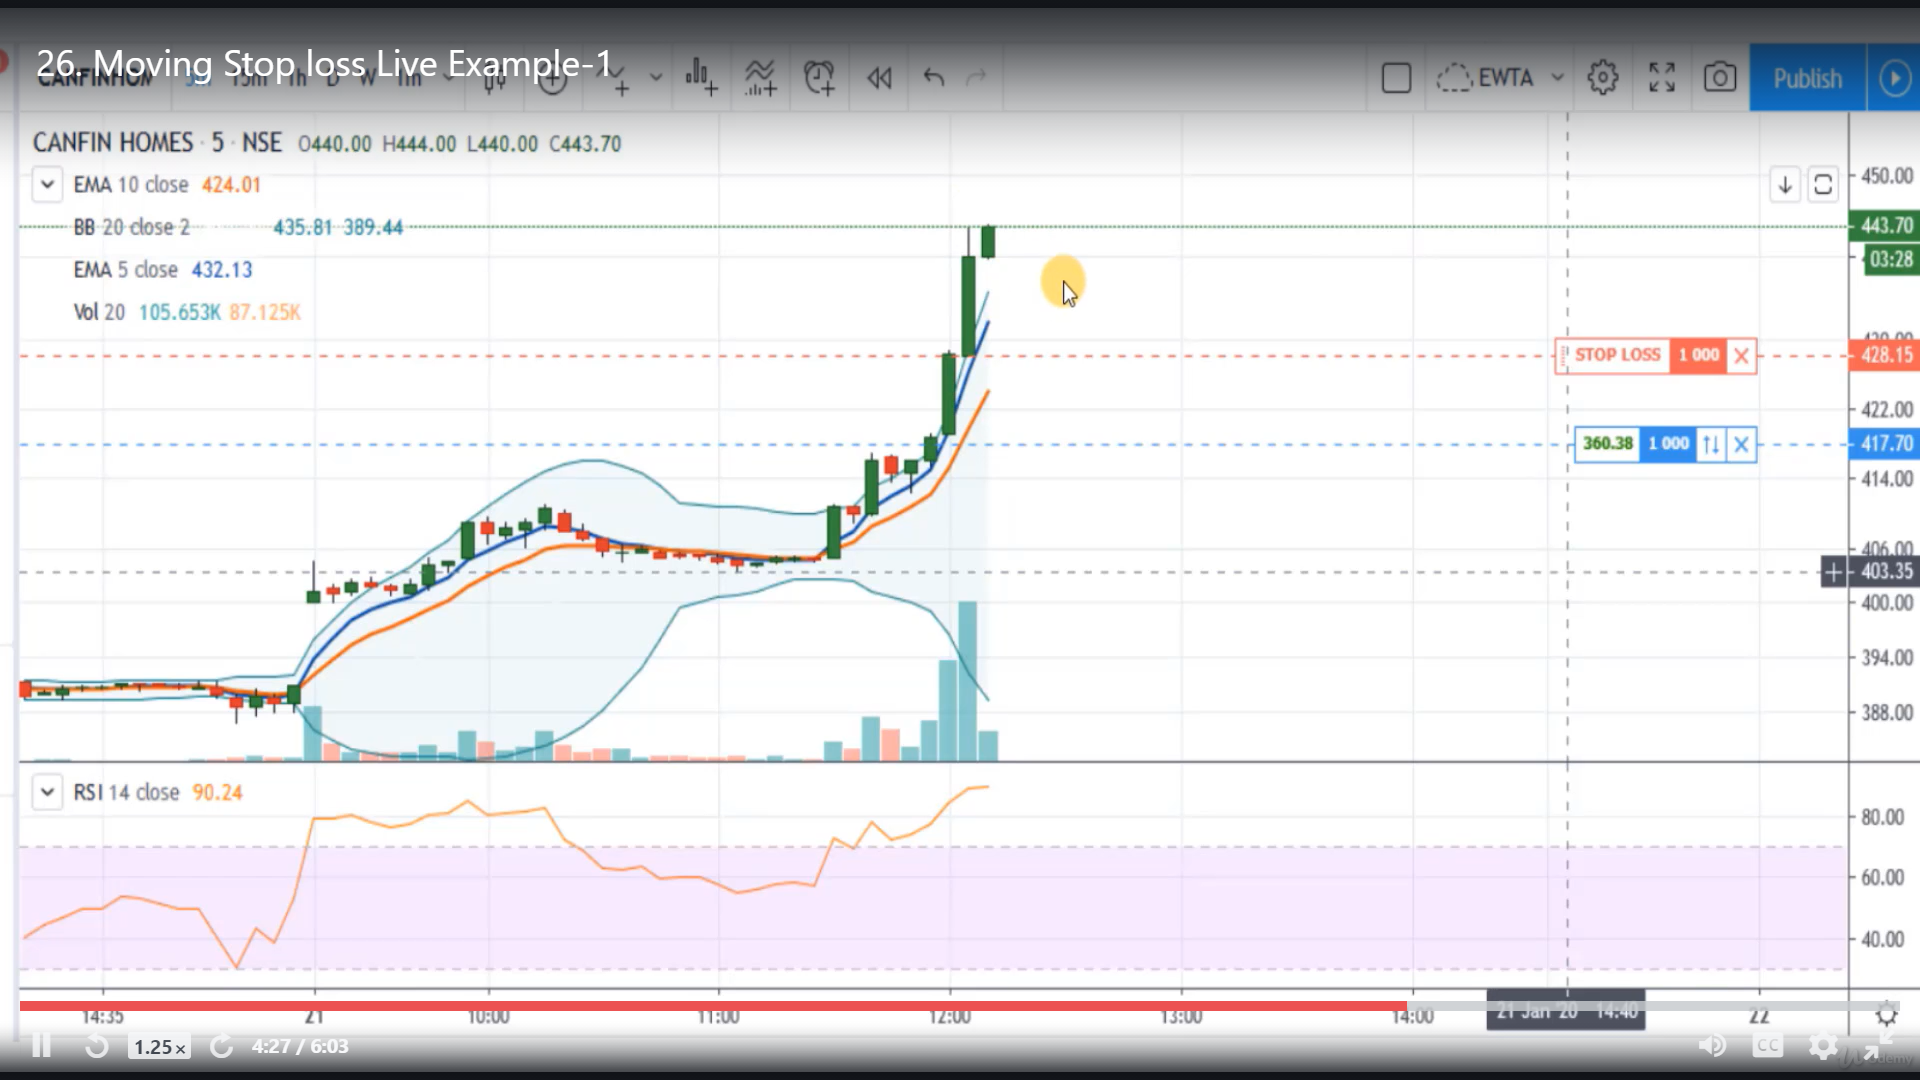 26. Moving Stop loss Live Example-1
CANFINHOM 5m 15m 1h D W 1m
EWTA
Publish
CANFIN HOMES · 5 · NSE O440.00 H444.00 L440.00 C443.70
EMA 10 close 424.01
BB 20 close 2 435.81 389.44
EMA 5 close 432.13
Vol 20 105.653K 87.125K
450.00
443.70
03:28
STOP LOSS 1 000
428.15
422.00
360.38 1 000
417.70
414.00
406.00
403.35
400.00
394.00
388.00
RSI 14 close 90.24
80.00
60.00
40.00
14:35 21 10:00 11:00 12:00 13:00 14:00 21 Jan '20 14:40 22
1.25x 4:27 / 6:03
CC